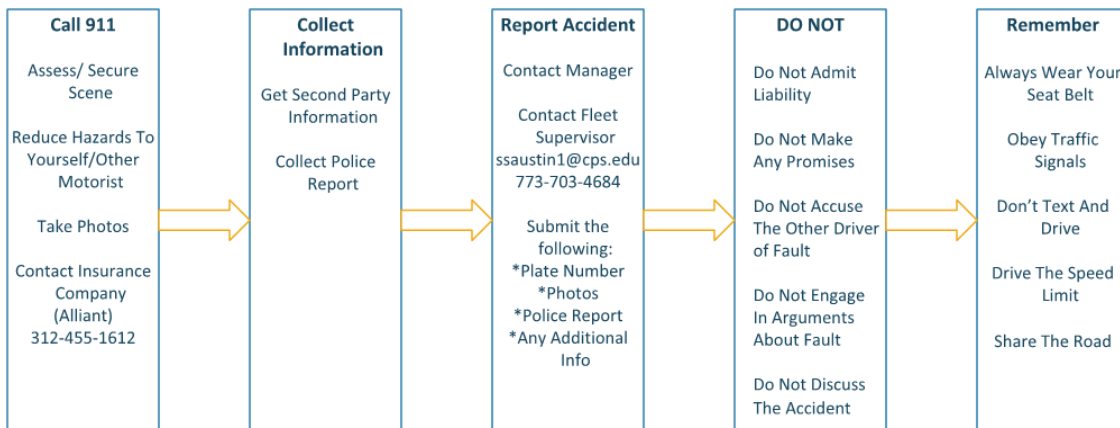 Call 911
Assess/ Secure
Scene
Reduce Hazards To
Yourself/Other
Motorist
Take Photos
Contact Insurance
Company
(Alliant)
312-455-1612
Collect
Information
Get Second Party
Information
Collect Police
Report
Report Accident
Contact Manager
Contact Fleet
Supervisor
ssaustin1@cps.edu
773-703-4684
Submit the
following:
*Plate Number
*Photos
*Police Report
*Any Additional
Info
DO NOT
Do Not Admit
Liability
Do Not Make
Any Promises
Do Not Accuse
The Other Driver
of Fault
Do Not Engage
In Arguments
About Fault
Do Not Discuss
The Accident
Remember
Always Wear Your
Seat Belt
Obey Traffic
Signals
Don’t Text And
Drive
Drive The Speed
Limit
Share The Road